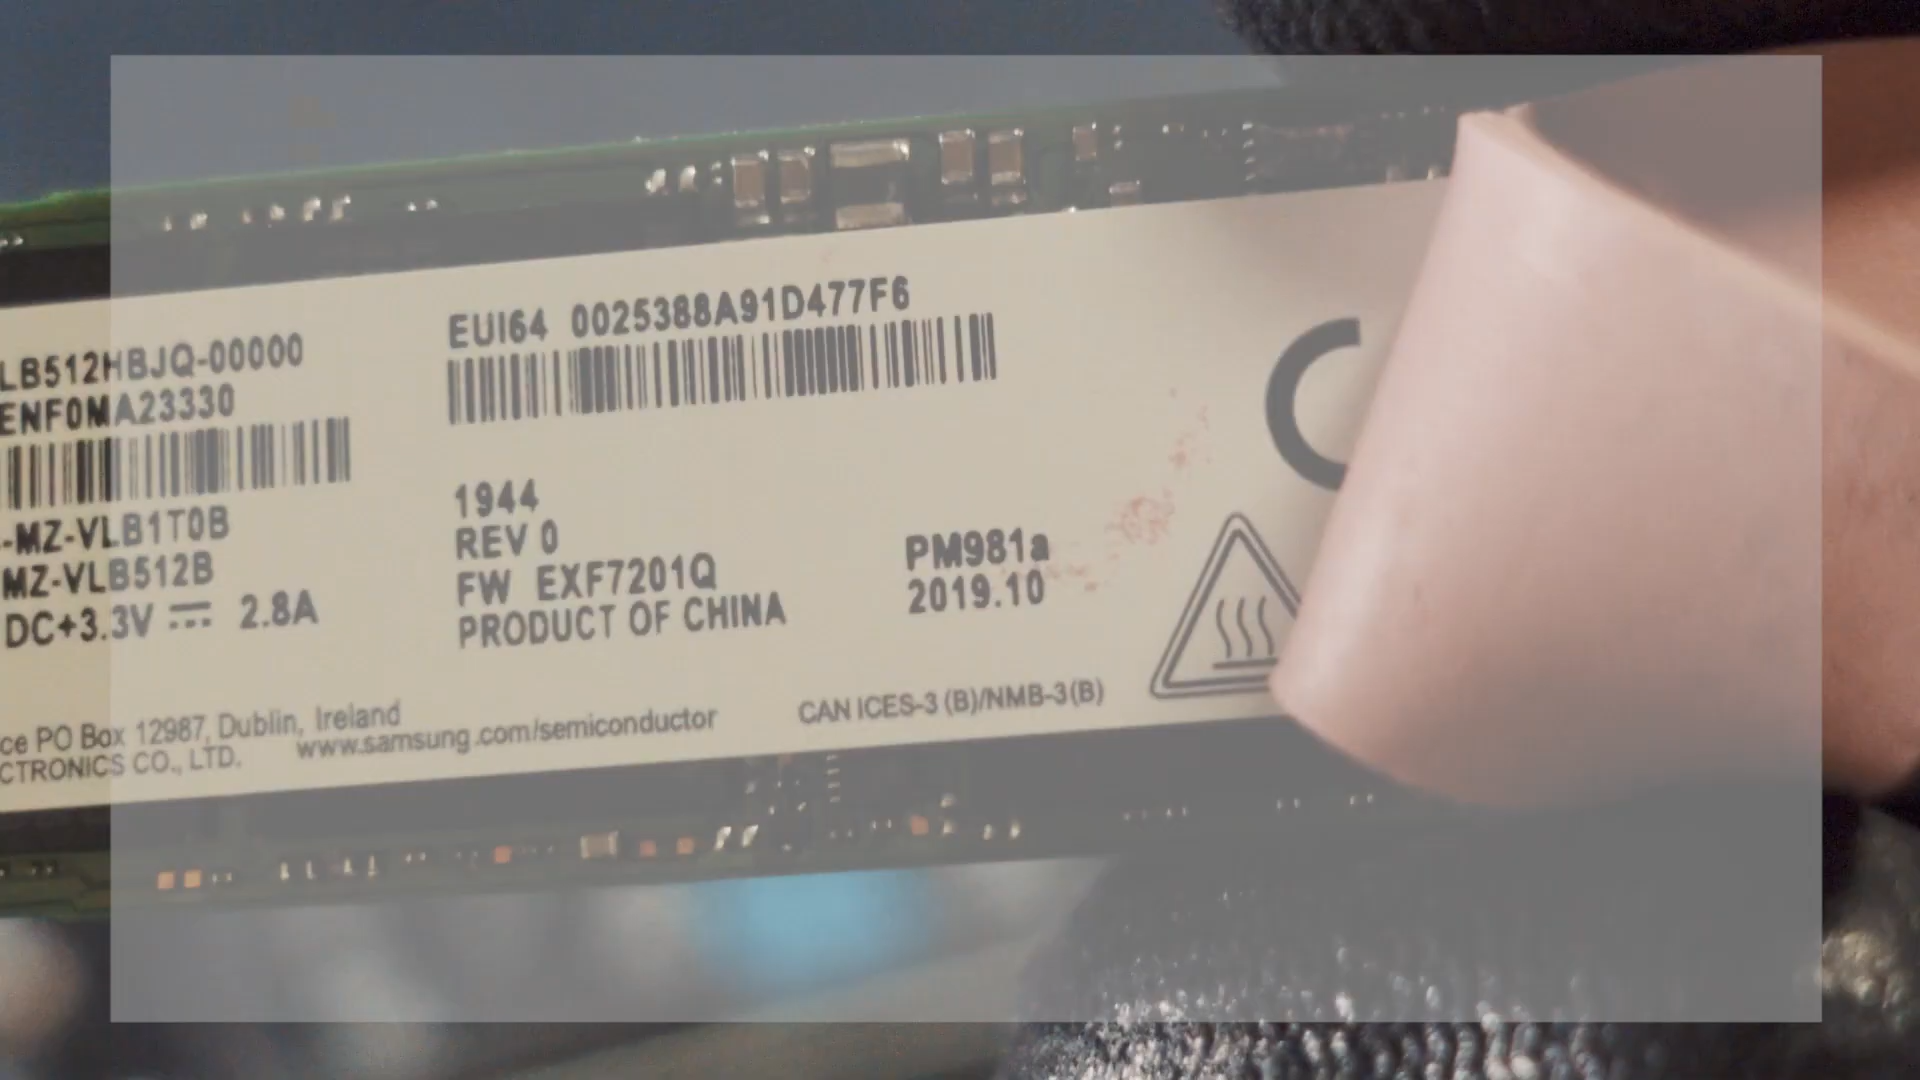 LB512HBJQ-00000
ENF0MA23330
-MZ-VLB1T0B
MZ-VLB512B
DC+3.3V ⎓ 2.8A
EUI64 0025388A91D477F6
1944
REV 0
FW EXF7201Q
PRODUCT OF CHINA
PM981a
2019.10
ce PO Box 12987, Dublin, Ireland
CTRONICS CO., LTD.
www.samsung.com/semiconductor
CAN ICES-3 (B)/NMB-3(B)